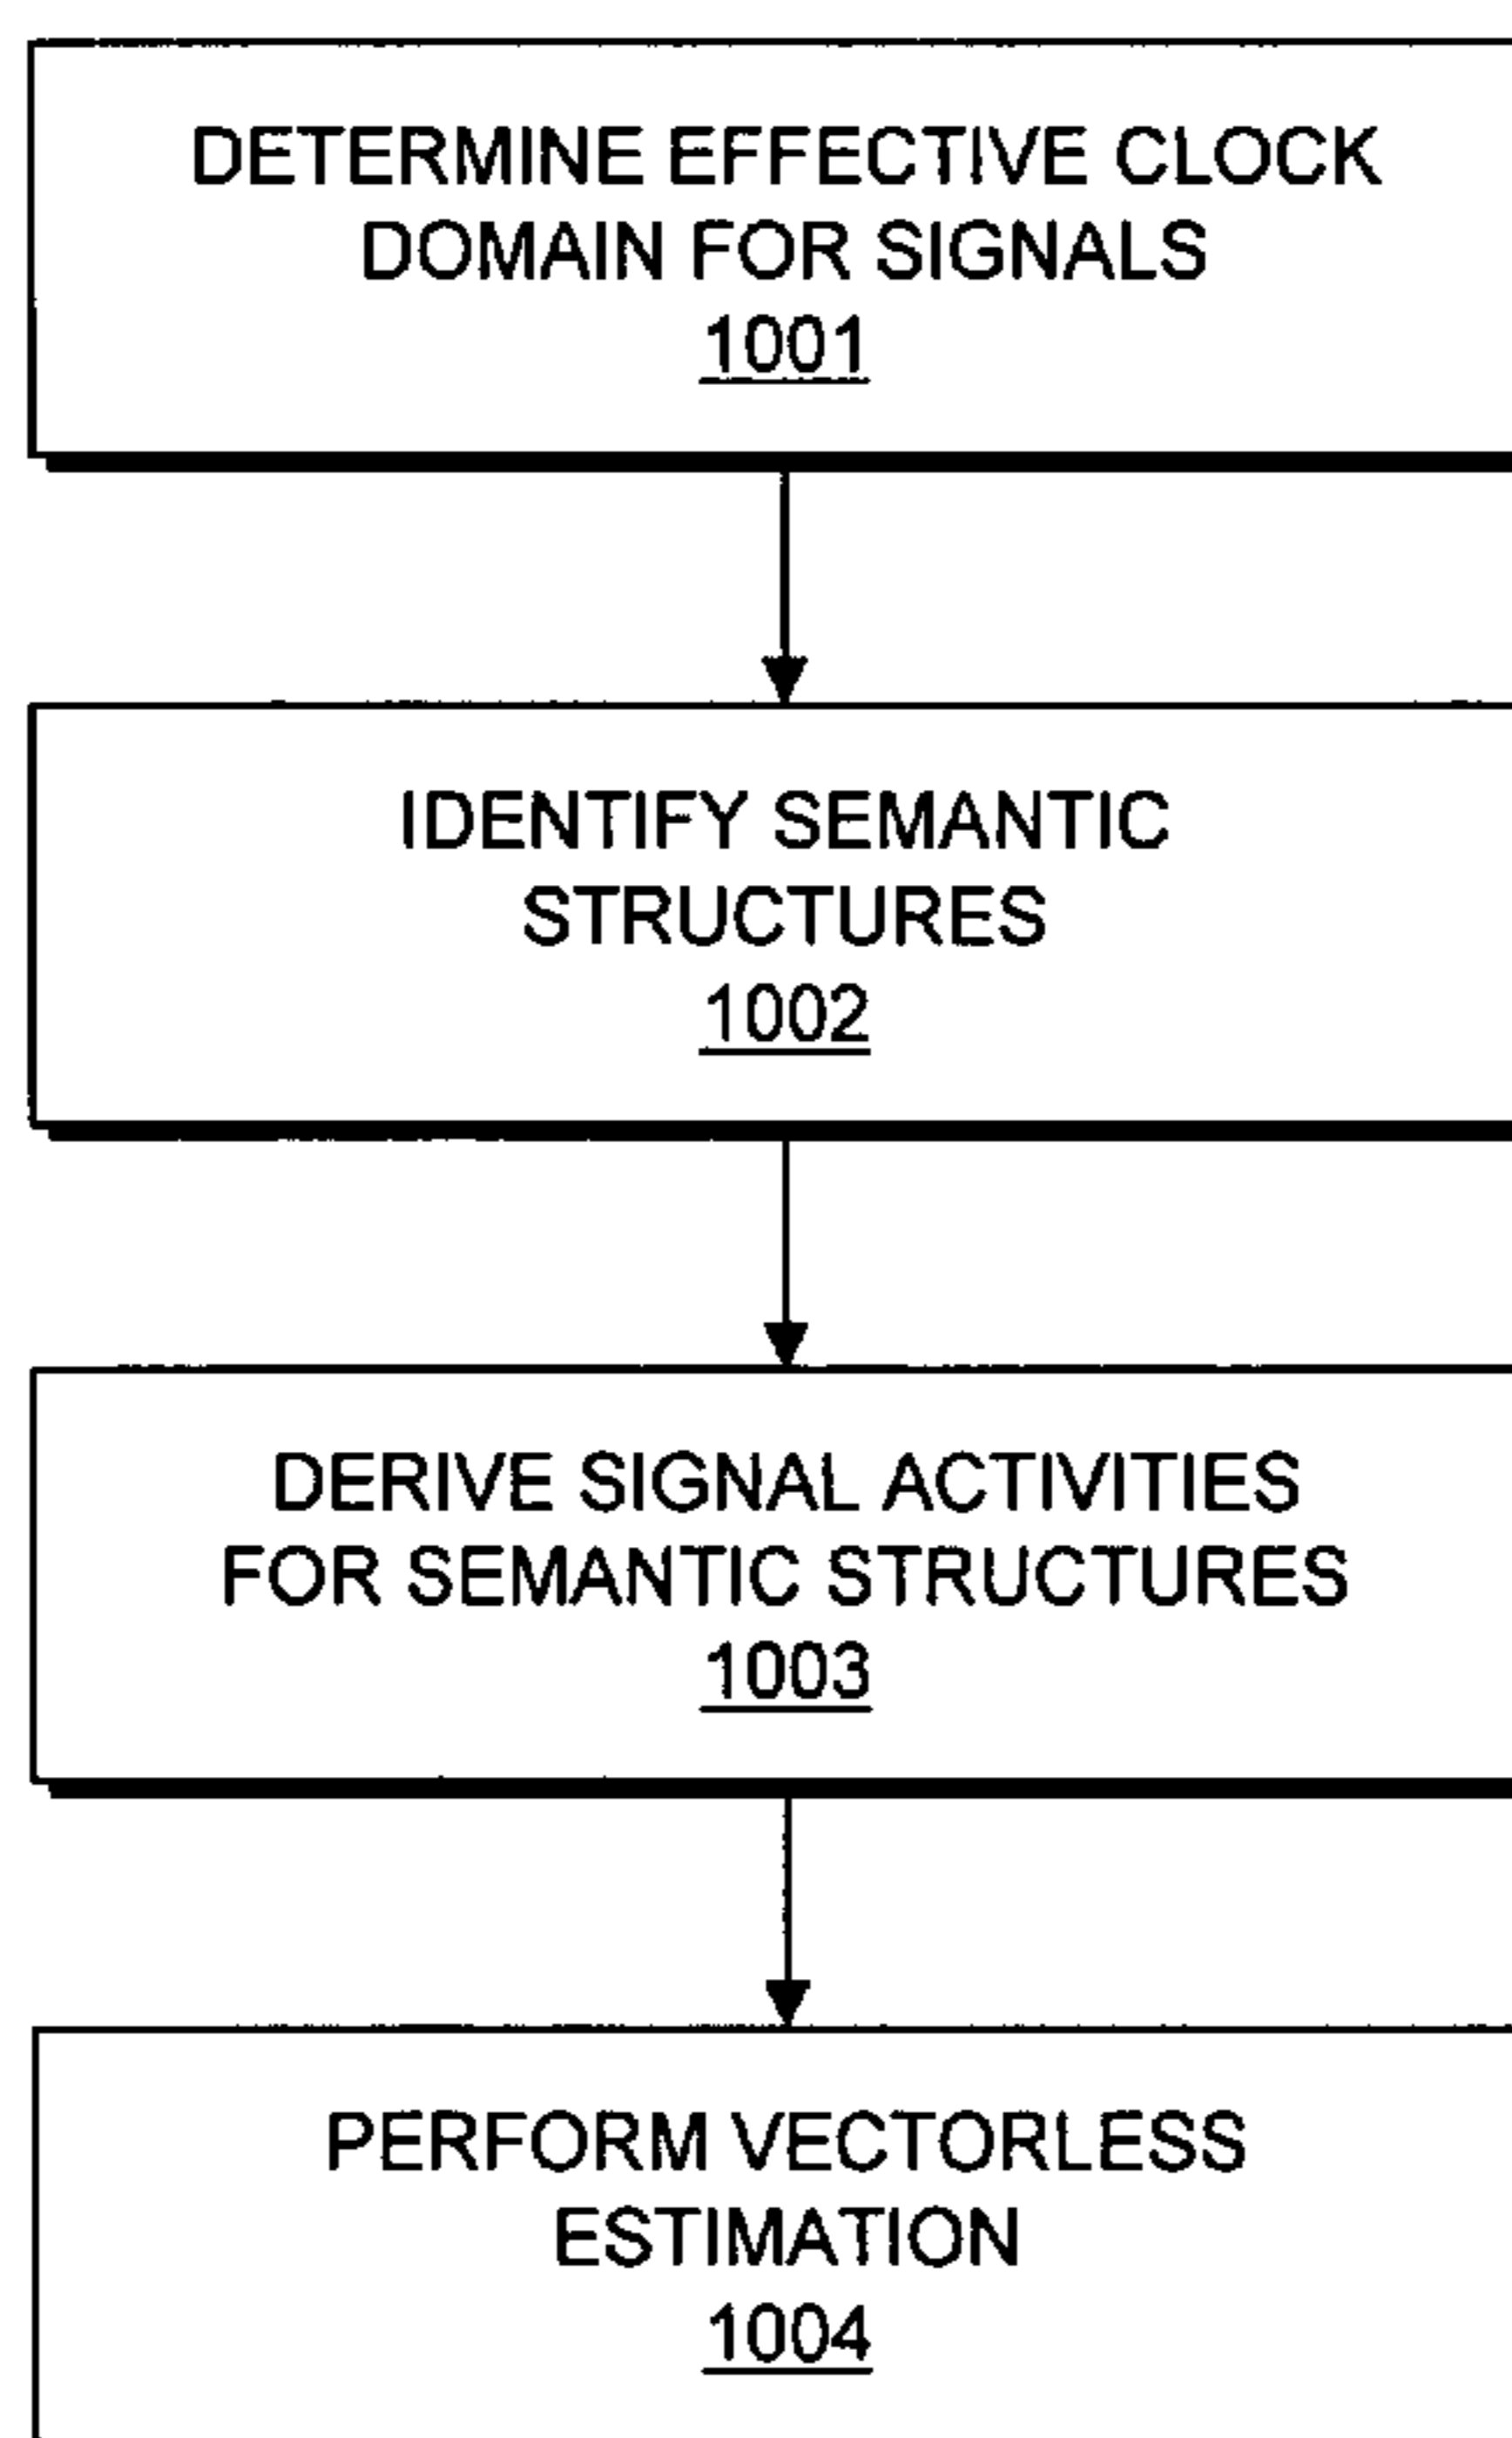 DETERMINE EFFECTIVE CLOCK
DOMAIN FOR SIGNALS
1001
IDENTIFY SEMANTIC
STRUCTURES
1002
DERIVE SIGNAL ACTIVITIES
FOR SEMANTIC STRUCTURES
1003
PERFORM VECTORLESS
ESTIMATION
1004